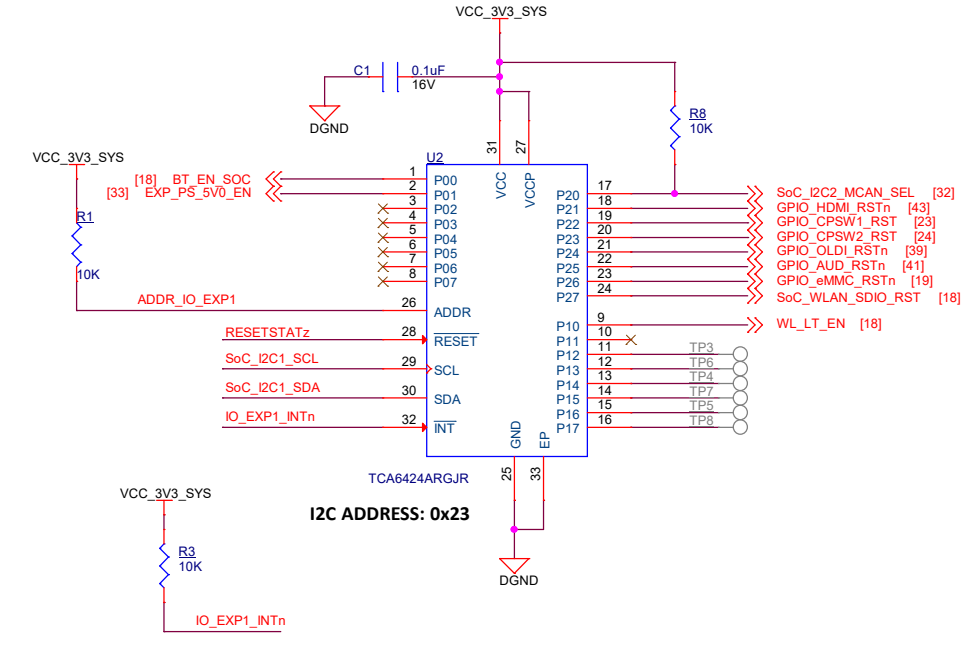 VCC_3V3_SYS
C1
0.1uF
16V
DGND
R8
10K
VCC_3V3_SYS
R1
10K
U2
31
27
VCC
VCCP
[18] BT_EN_SOC
[33] EXP_PS_5V0_EN
1
2
3
4
5
6
7
8
P00
P01
P02
P03
P04
P05
P06
P07
ADDR_IO_EXP1
26
ADDR
RESETSTATz
28
RESET
SoC_I2C1_SCL
29
SCL
SoC_I2C1_SDA
30
SDA
IO_EXP1_INTn
32
INT
P20
P21
P22
P23
P24
P25
P26
P27
17
18
19
20
21
22
23
24
SoC_I2C2_MCAN_SEL [32]
GPIO_HDMI_RSTn [43]
GPIO_CPSW1_RST [23]
GPIO_CPSW2_RST [24]
GPIO_OLDI_RSTn [39]
GPIO_AUD_RSTn [41]
GPIO_eMMC_RSTn [19]
SoC_WLAN_SDIO_RST [18]
P10
P11
P12
P13
P14
P15
P16
P17
9
10
11
12
13
14
15
16
WL_LT_EN [18]
TP3
TP6
TP4
TP7
TP5
TP8
GND
EP
25
33
TCA6424ARGJR
I2C ADDRESS: 0x23
DGND
VCC_3V3_SYS
R3
10K
IO_EXP1_INTn